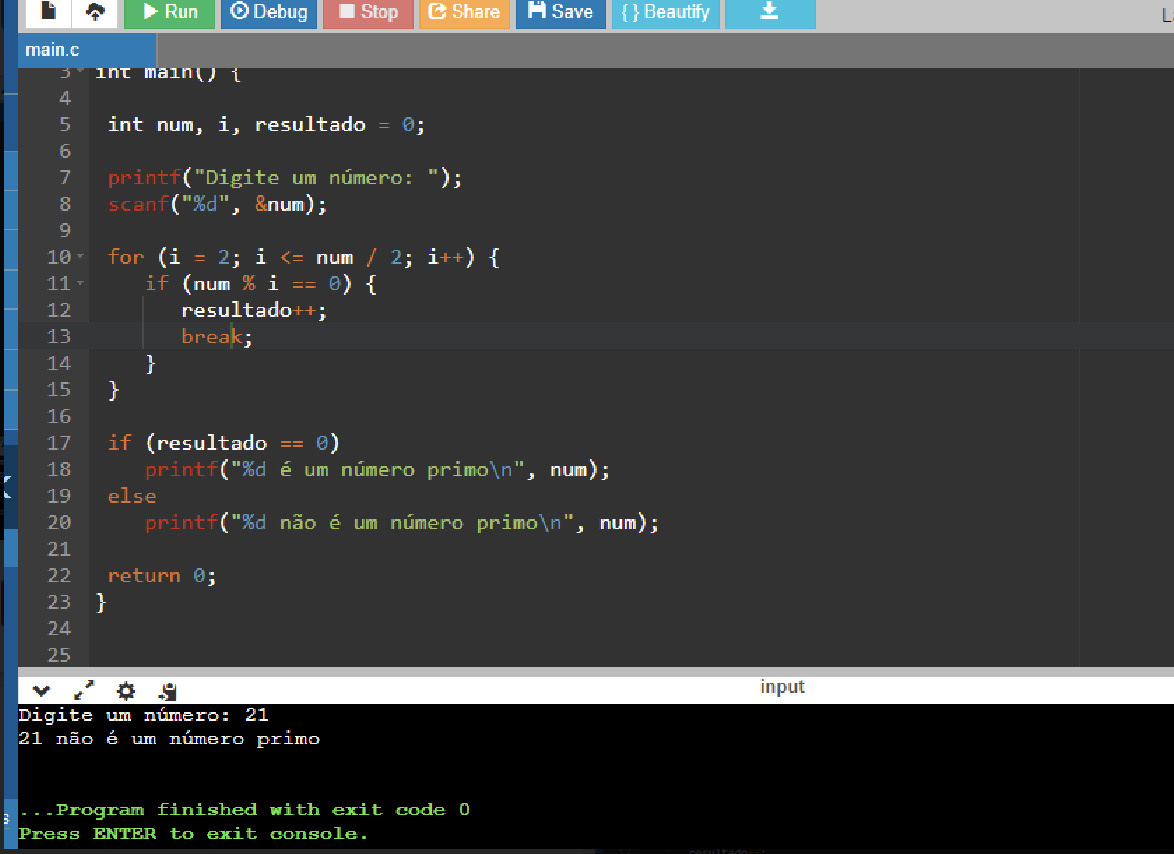 Run Debug Stop Share Save {} Beautify
main.c
3 int main() {
4
5 int num, i, resultado = 0;
6
7 printf("Digite um número: ");
8 scanf("%d", &num);
9
10 for (i = 2; i <= num / 2; i++) {
11 if (num % i == 0) {
12 resultado++;
13 break;
14 }
15 }
16
17 if (resultado == 0)
18 printf("%d é um número primo\n", num);
19 else
20 printf("%d não é um número primo\n", num);
21
22 return 0;
23 }
24
25
input
Digite um número: 21
21 não é um número primo
...Program finished with exit code 0
Press ENTER to exit console.